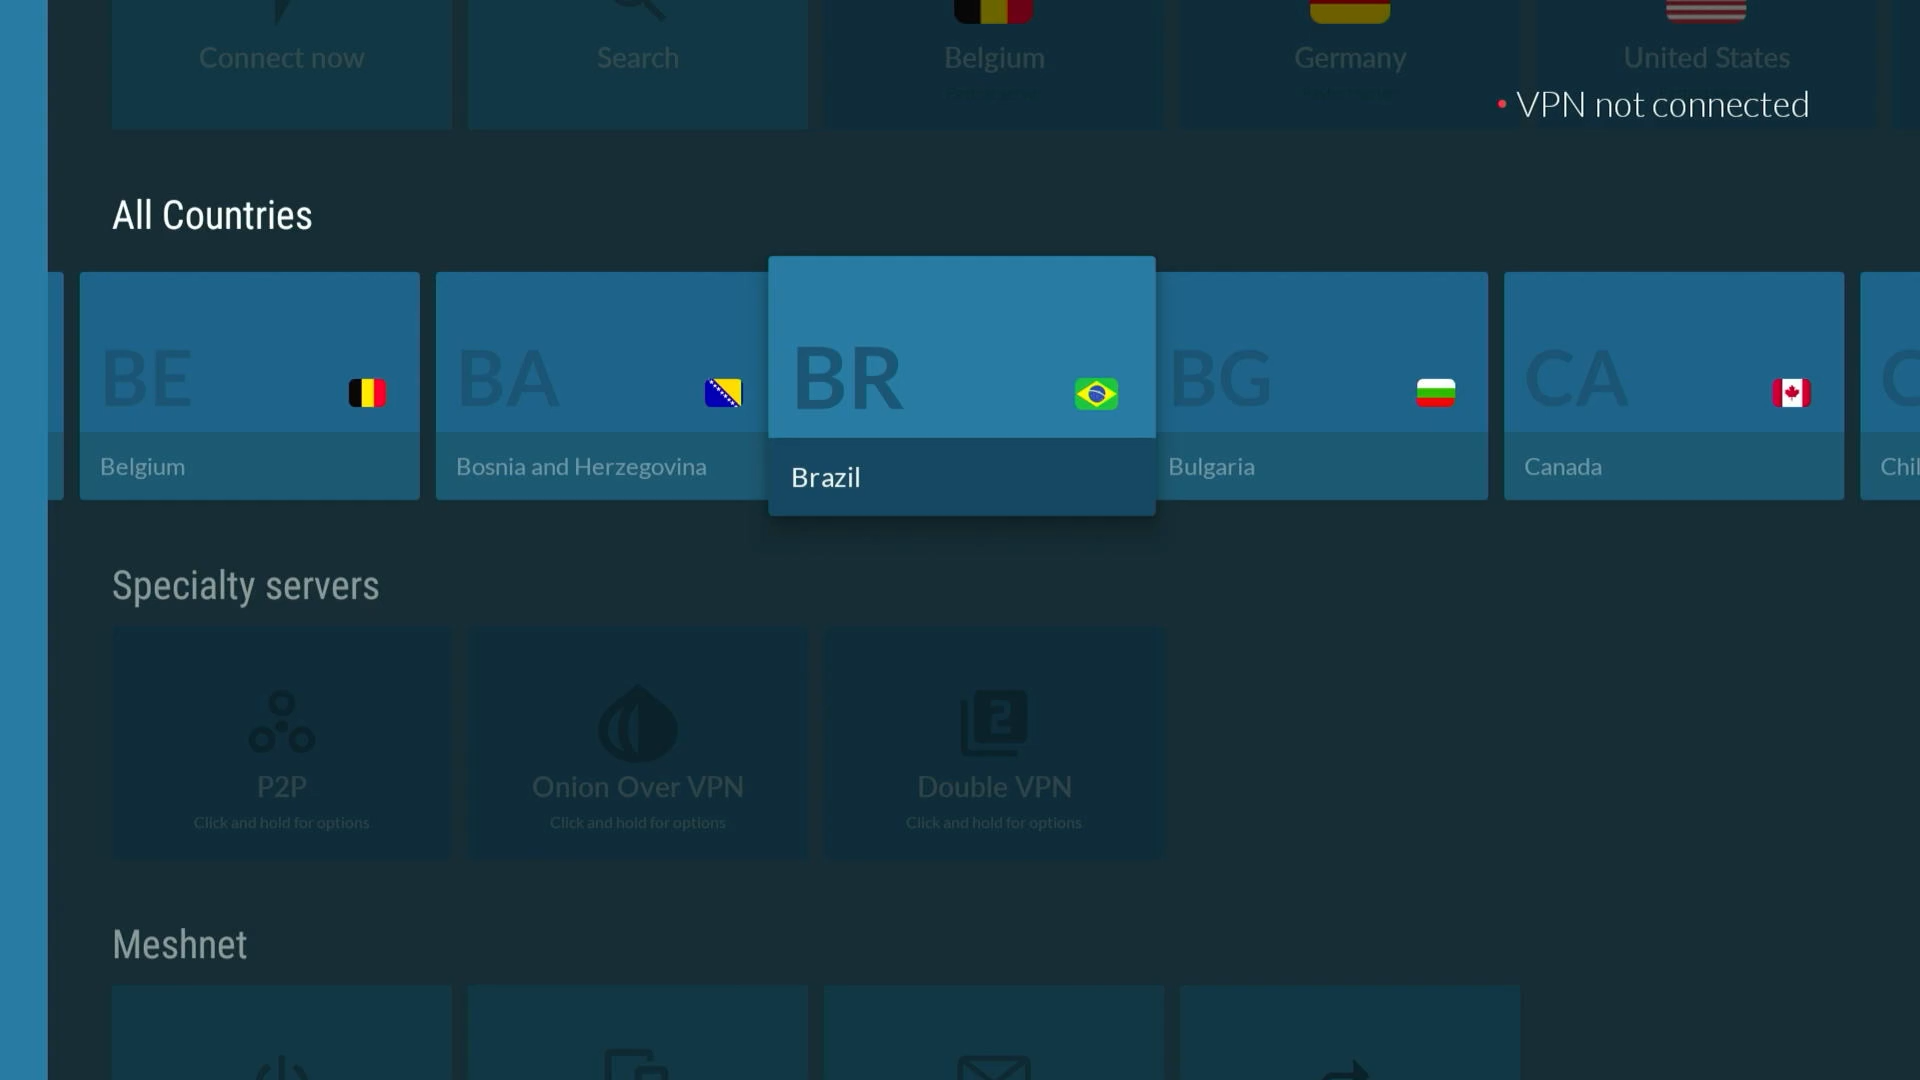 Connect now
Search
Belgium
Germany
United States
• VPN not connected
All Countries
BE
BA
BR
BG
CA
Belgium
Bosnia and Herzegovina
Brazil
Bulgaria
Canada
Chil
Specialty servers
2
P2P
Onion Over VPN
Double VPN
Click and hold for options
Click and hold for options
Click and hold for options
Meshnet